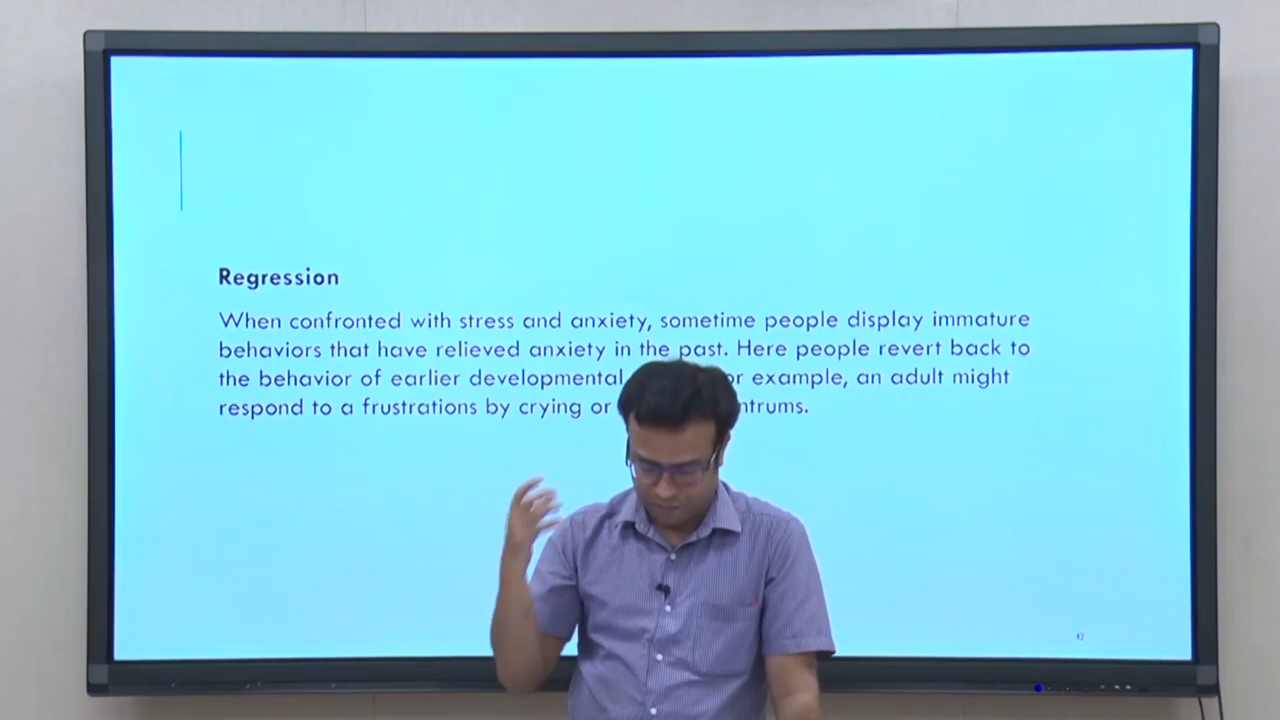 Regression
When confronted with stress and anxiety, sometime people display immature
behaviors that have relieved anxiety in the past. Here people revert back to
the behavior of earlier developmental or example, an adult might
respond to a frustrations by crying or ntrums.
42